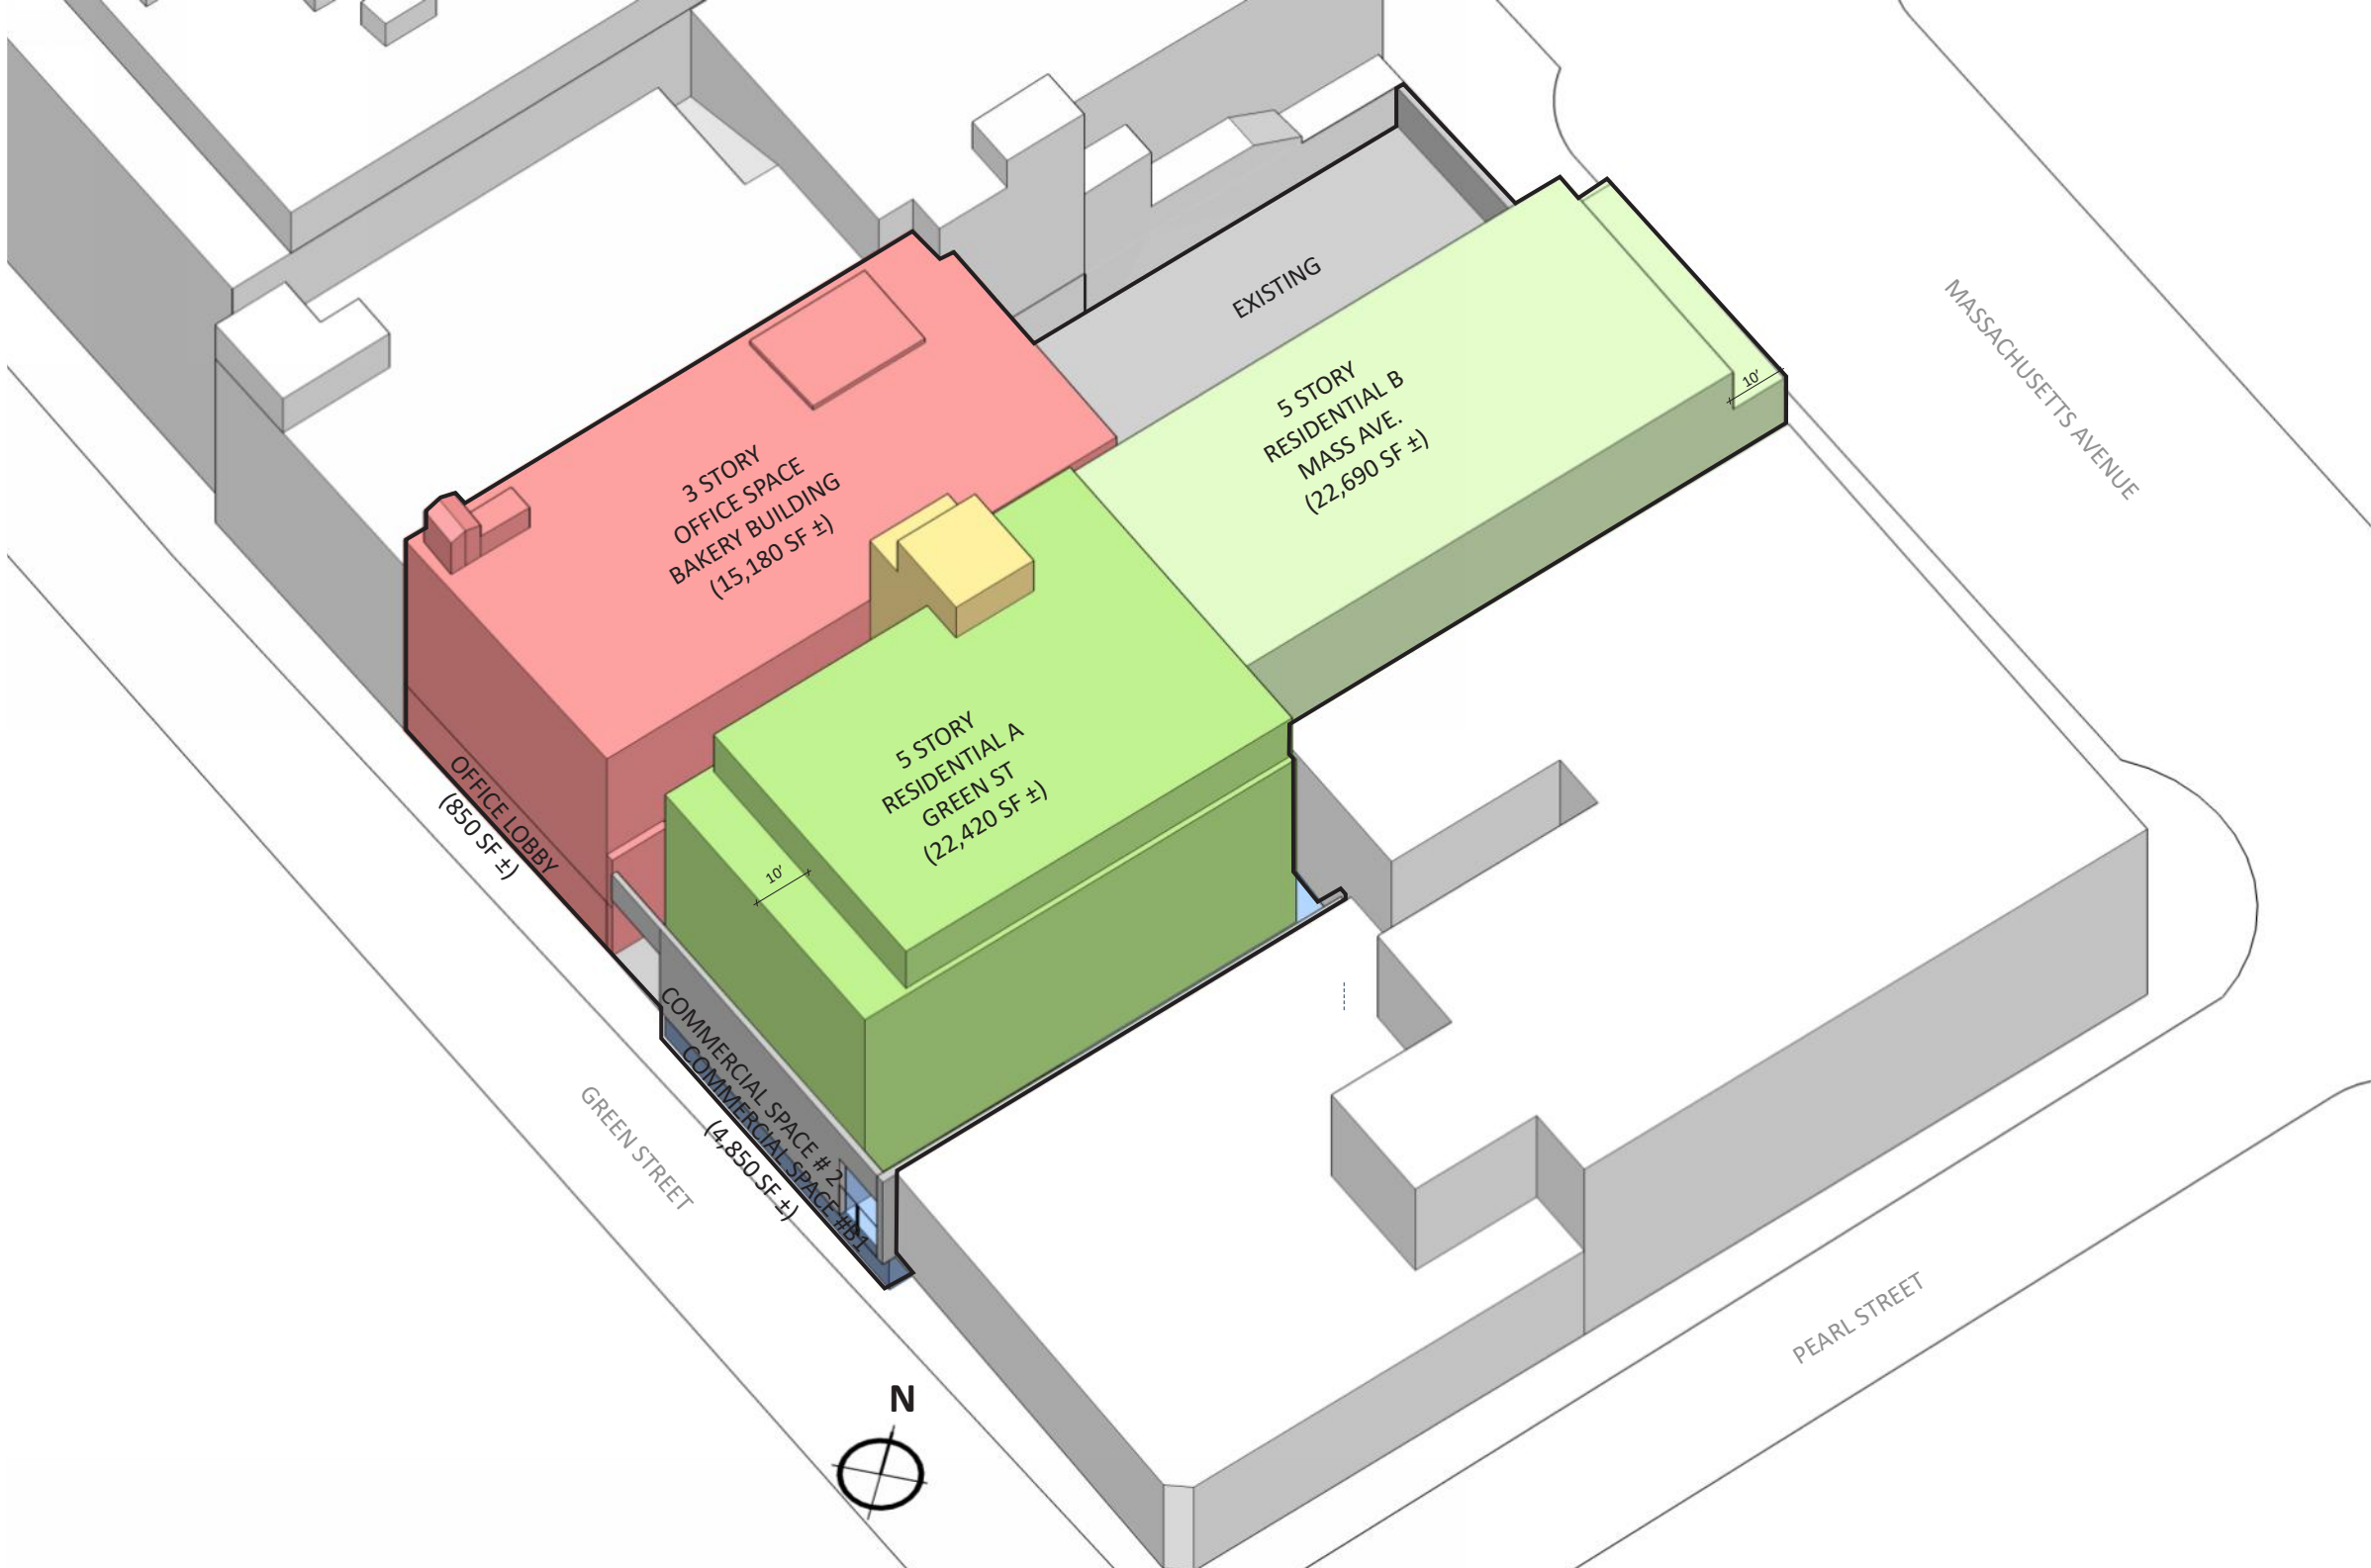 EXISTING
MASSACHUSETTS AVENUE
5 STORY
RESIDENTIAL B
MASS AVE.
(22,690 SF ±)
10'
3 STORY
OFFICE SPACE
BAKERY BUILDING
(15,180 SF ±)
5 STORY
RESIDENTIAL A
GREEN ST
(22,420 SF ±)
10'
OFFICE LOBBY
(850 SF ±)
COMMERCIAL SPACE # 2
COMMERCIAL SPACE #B1
(4,850 SF ±)
GREEN STREET
PEARL STREET
N